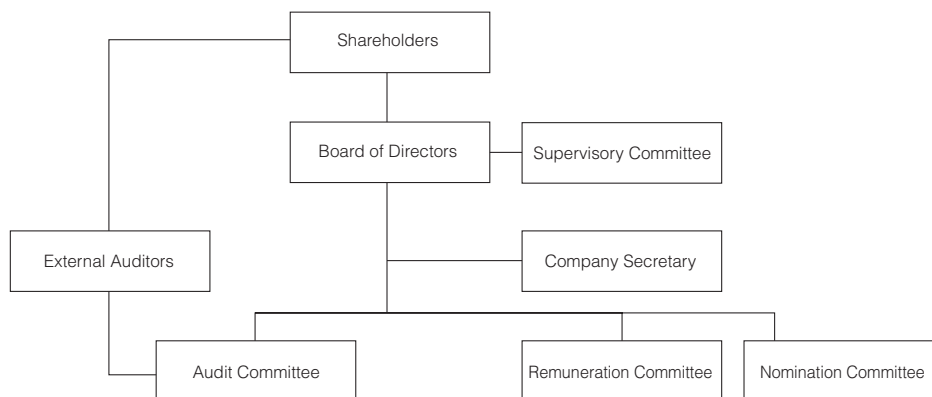 Shareholders
Board of Directors
Supervisory Committee
External Auditors
Company Secretary
Audit Committee
Remuneration Committee
Nomination Committee